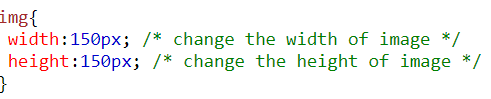 img{
width:150px; /* change the width of image */
height:150px; /* change the height of image */
}